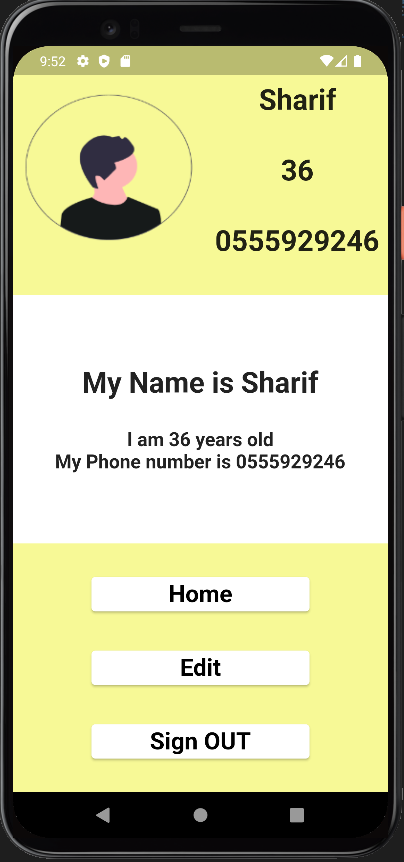 9:52
Sharif
36
0555929246
My Name is Sharif
I am 36 years old
My Phone number is 0555929246
Home
Edit
Sign OUT